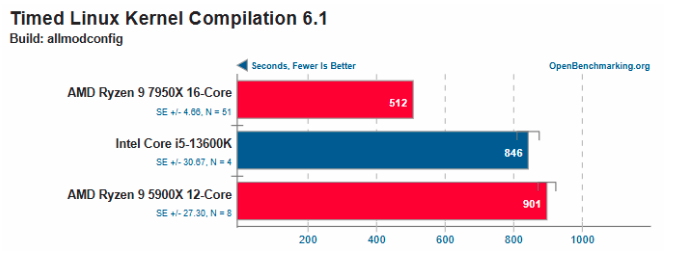 Timed Linux Kernel Compilation 6.1
Build: allmodconfig
Seconds, Fewer Is Better
OpenBenchmarking.org
AMD Ryzen 9 7950X 16-Core
512
SE +/- 4.66, N = 51
Intel Core i5-13600K
846
SE +/- 30.67, N = 4
AMD Ryzen 9 5900X 12-Core
901
SE +/- 27.30, N = 8
200 400 600 800 1000